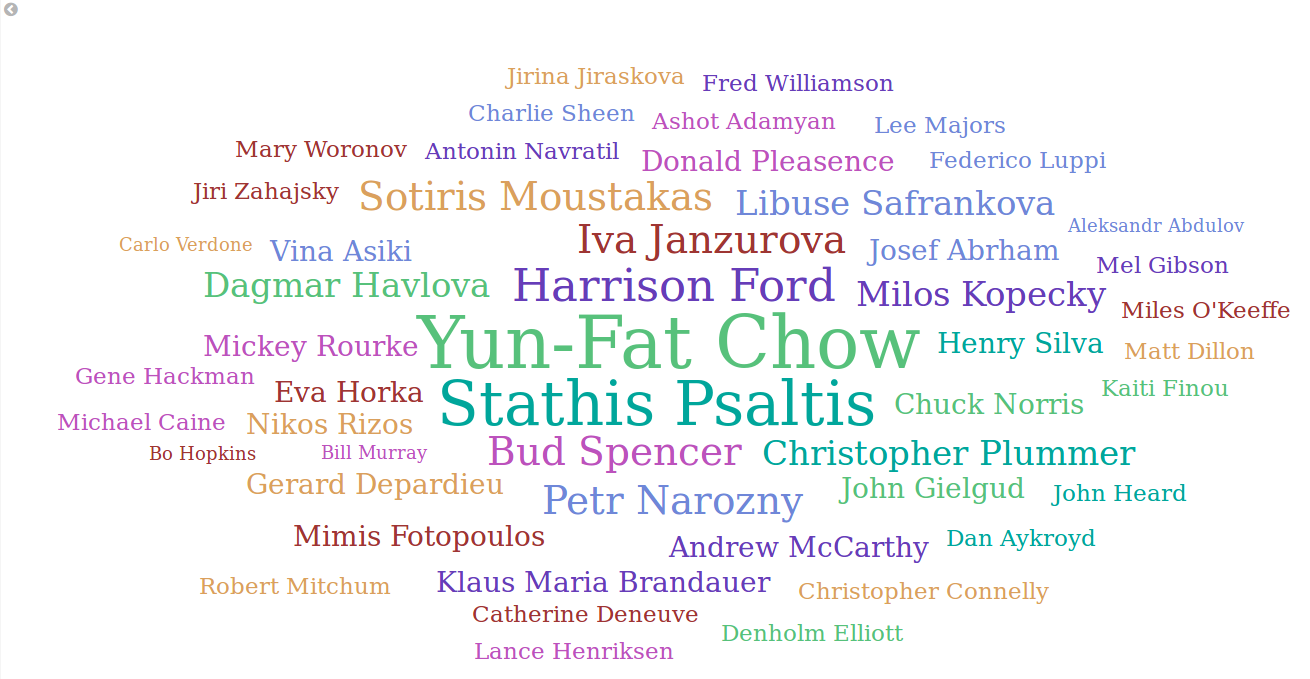 Jirina Jiraskova
Fred Williamson
Charlie Sheen
Ashot Adamyan
Lee Majors
Mary Woronov
Antonin Navratil
Donald Pleasence
Federico Luppi
Jiri Zahajsky
Sotiris Moustakas
Libuse Safrankova
Aleksandr Abdulov
Carlo Verdone
Vina Asiki
Iva Janzurova
Josef Abrham
Mel Gibson
Dagmar Havlova
Harrison Ford
Milos Kopecky
Miles O'Keeffe
Mickey Rourke
Yun-Fat Chow
Henry Silva
Matt Dillon
Gene Hackman
Eva Horka
Stathis Psaltis
Chuck Norris
Kaiti Finou
Michael Caine
Nikos Rizos
Bo Hopkins
Bill Murray
Bud Spencer
Christopher Plummer
Gerard Depardieu
Petr Narozny
John Gielgud
John Heard
Mimis Fotopoulos
Andrew McCarthy
Dan Aykroyd
Robert Mitchum
Klaus Maria Brandauer
Christopher Connelly
Catherine Deneuve
Denholm Elliott
Lance Henriksen